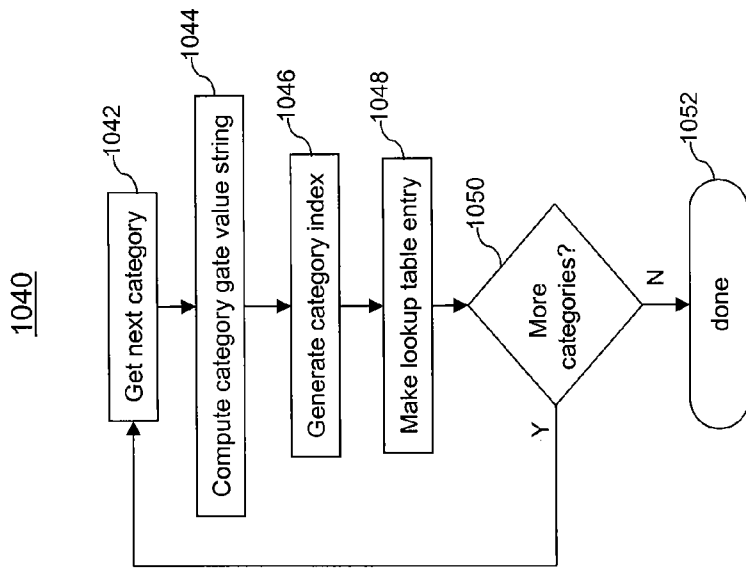 1040
Get next category
1042
Compute category gate value string
1044
Generate category index
1046
Make lookup table entry
1048
More
categories?
1050
Y
N
done
1052